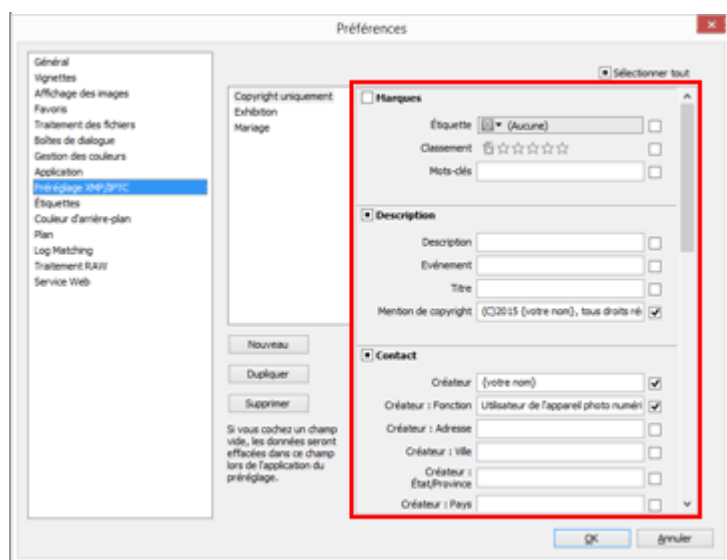 Préférences
Général
Vignettes
Affichage des images
Favoris
Traitement des fichiers
Boîtes de dialogue
Gestion des couleurs
Application
Préréglage XMP/IPTC
Étiquettes
Couleur d'arrière-plan
Plan
Log Matching
Traitement RAW
Service Web
Copyright uniquement
Exhibition
Mariage
Nouveau
Dupliquer
Supprimer
Si vous cochez un champ
vide, les données seront
effacées dans ce champ
lors de l'application du
préréglage.
Sélectionner tout
Marques
Étiquette (Aucune)
Classement
Mots-clés
Description
Description
Evénement
Titre
Mention de copyright (C)2015 {votre nom}, tous droits ré
Contact
Créateur {votre nom}
Créateur : Fonction Utilisateur de l'appareil photo numéri
Créateur : Adresse
Créateur : Ville
Créateur :
État/Province
Créateur : Pays
OK
Annuler